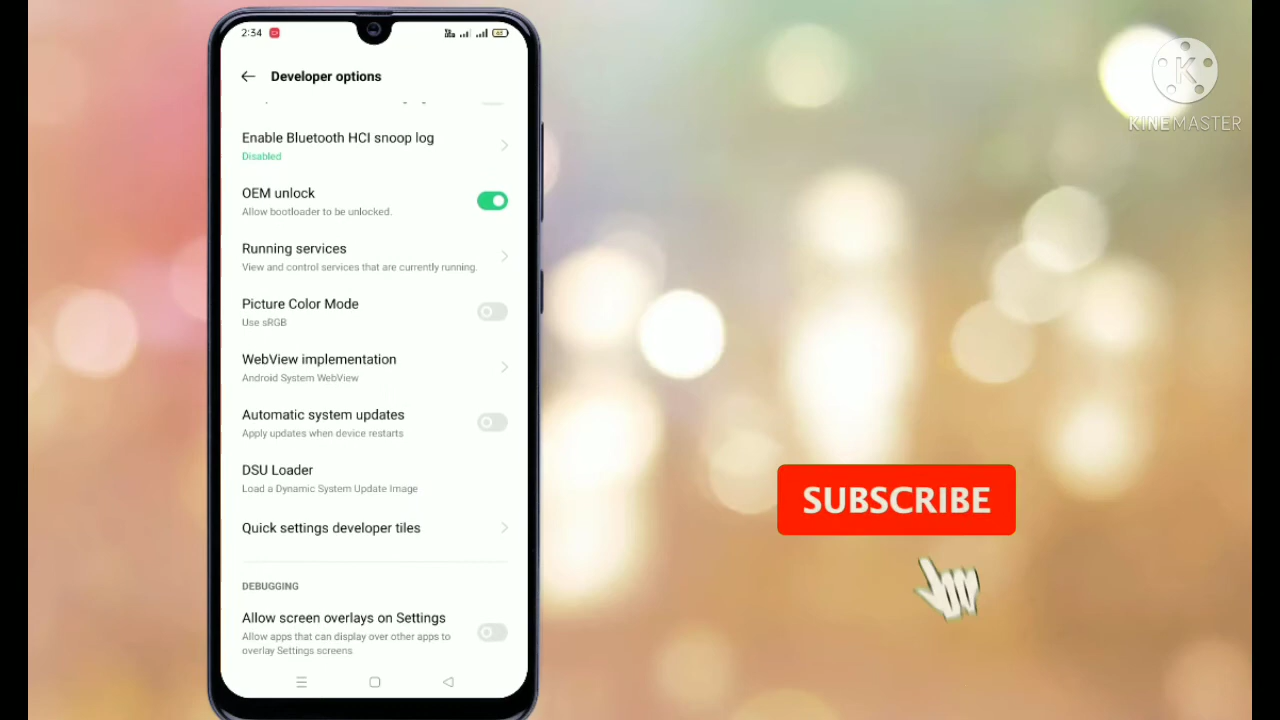 2:34
Developer options
Enable Bluetooth HCI snoop log
Disabled
OEM unlock
Allow bootloader to be unlocked.
Running services
View and control services that are currently running.
Picture Color Mode
Use sRGB
WebView implementation
Android System WebView
Automatic system updates
Apply updates when device restarts
DSU Loader
Load a Dynamic System Update Image
Quick settings developer tiles
DEBUGGING
Allow screen overlays on Settings
Allow apps that can display over other apps to
overlay Settings screens
K
KINEMASTER
SUBSCRIBE